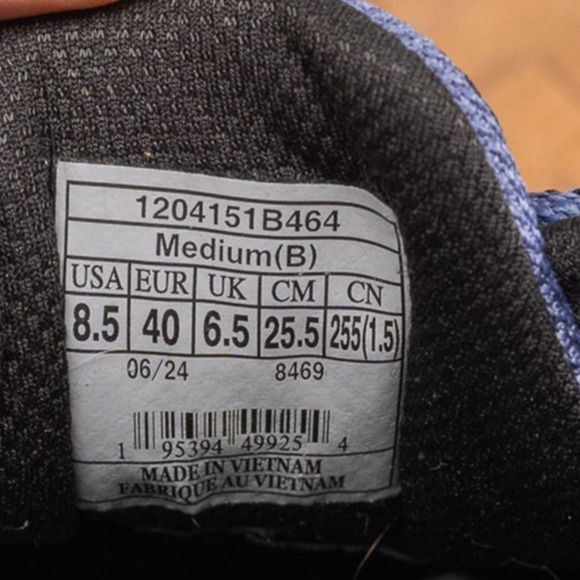 1204151B464
Medium(B)
USA EUR UK CM CN
8.5 40 6.5 25.5 255(1.5)
06/24 8469
1 95394 49925 4
MADE IN VIETNAM
FABRIQUE AU VIETNAM